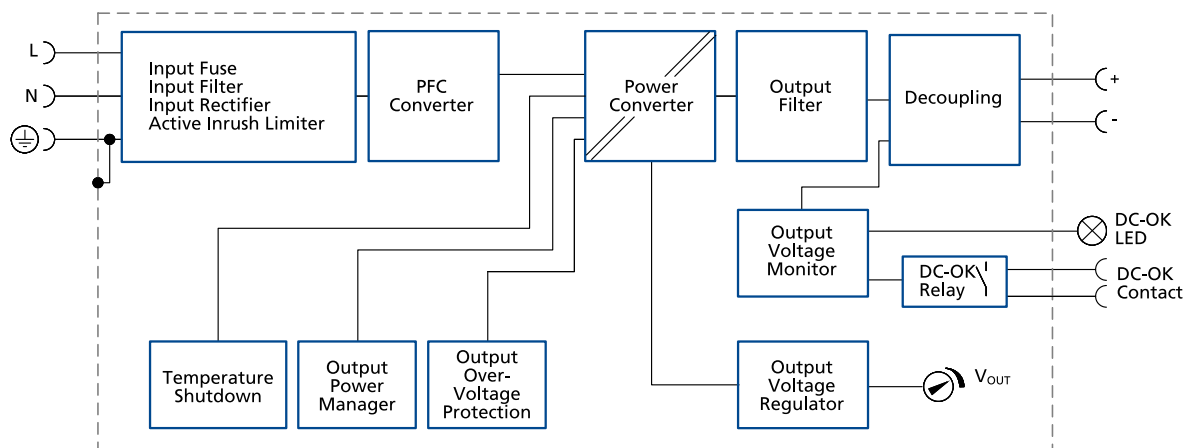 L
N
Input Fuse
Input Filter
Input Rectifier
Active Inrush Limiter
PFC
Converter
Power
Converter
Output
Filter
Decoupling
+
-
Output
Voltage
Monitor
DC-OK
LED
DC-OK
Relay
DC-OK
Contact
Temperature
Shutdown
Output
Power
Manager
Output
Over-
Voltage
Protection
Output
Voltage
Regulator
VOUT